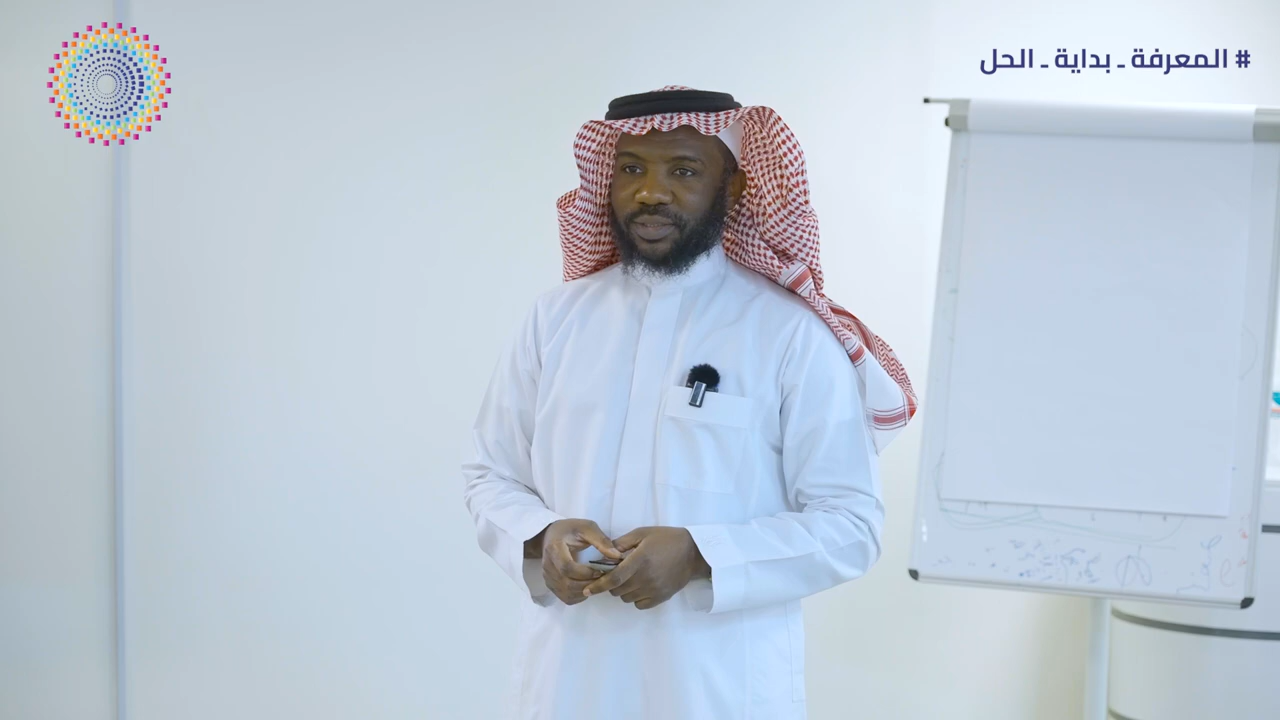 # المعرفة ـ بداية ـ الحل